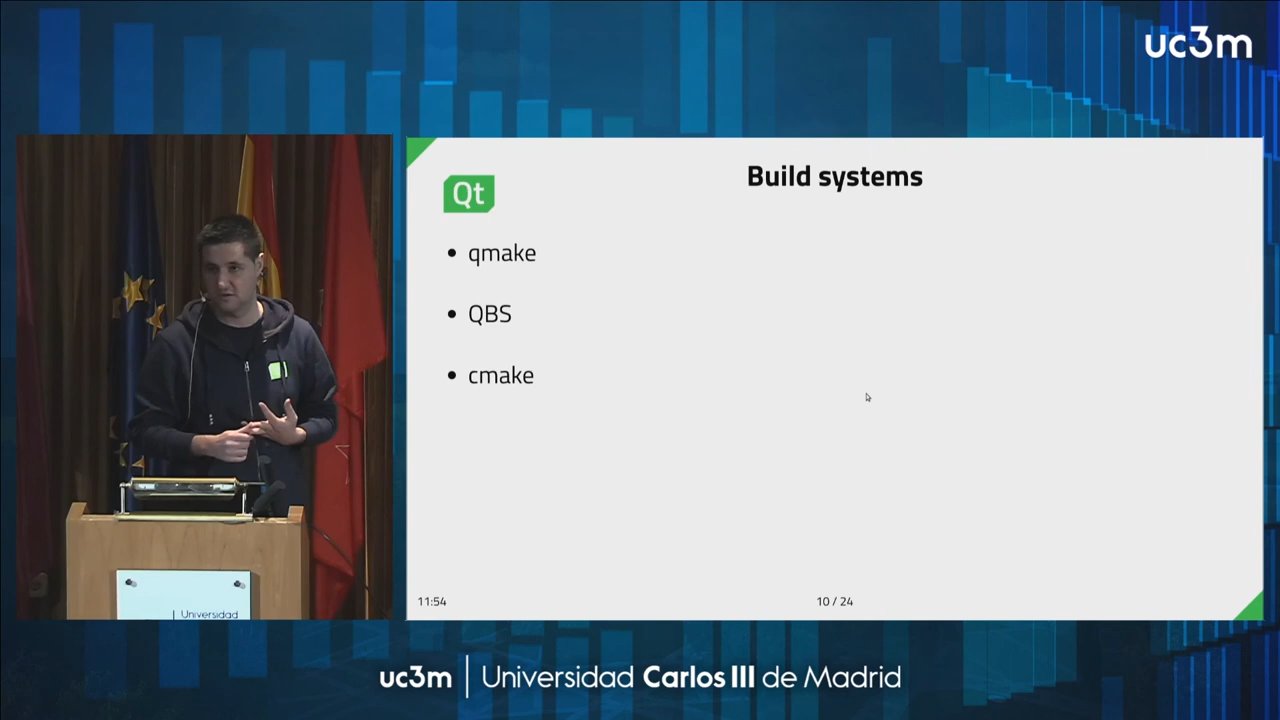 uc3m
Qt
Build systems
• qmake
• QBS
• cmake
11:54
10 / 24
Universidad
uc3m | Universidad Carlos III de Madrid